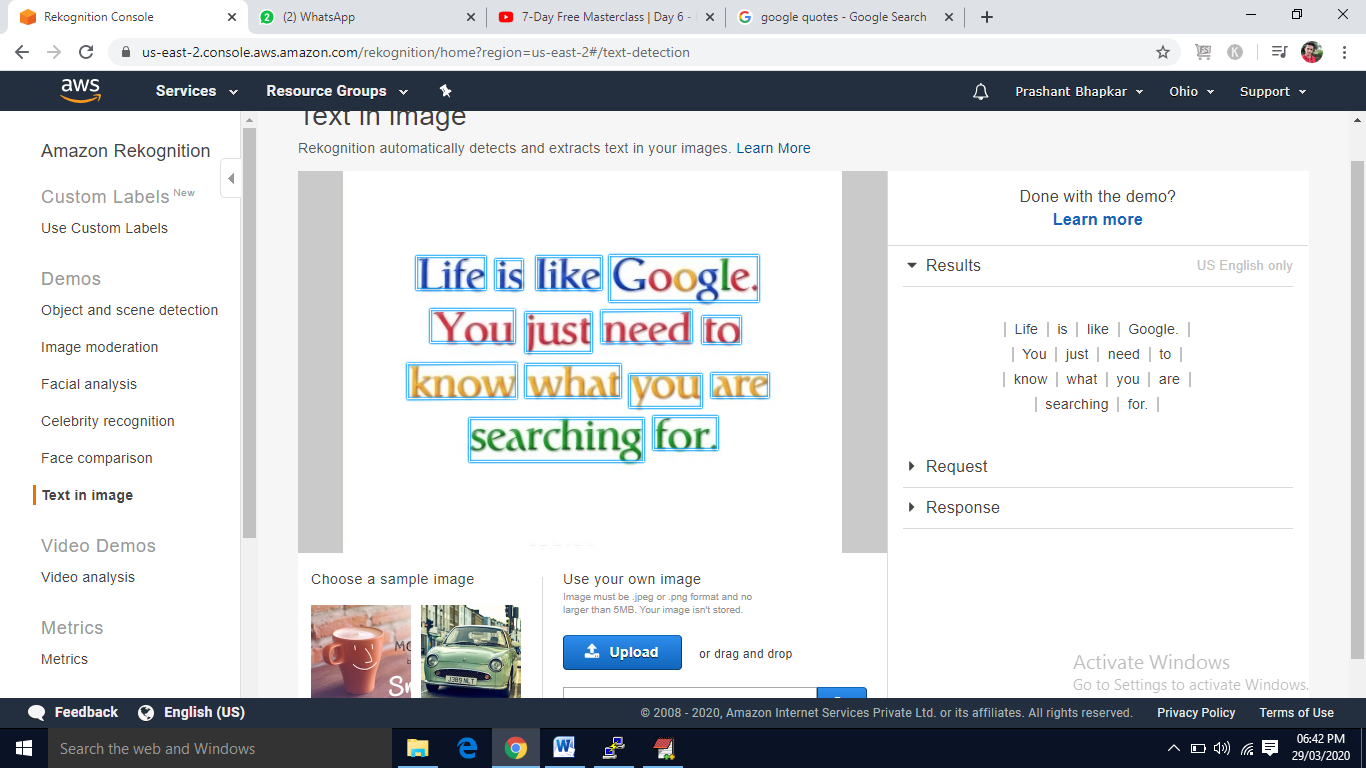 Rekognition Console
(2) WhatsApp
7-Day Free Masterclass | Day 6 -
google quotes - Google Search
us-east-2.console.aws.amazon.com/rekognition/home?region=us-east-2#/text-detection
aws
Services
Resource Groups
Prashant Bhapkar
Ohio
Support
Amazon Rekognition
Custom Labels New
Use Custom Labels
Demos
Object and scene detection
Image moderation
Facial analysis
Celebrity recognition
Face comparison
Text in image
Video Demos
Video analysis
Metrics
Metrics
Text in image
Rekognition automatically detects and extracts text in your images. Learn More
Life is like Google.
You just need to
know what you are
searching for.
Choose a sample image
J389 NLT
Use your own image
Image must be .jpeg or .png format and no
larger than 5MB. Your image isn't stored.
Upload
or drag and drop
Done with the demo?
Learn more
Results
US English only
| Life | is | like | Google. |
| You | just | need | to |
| know | what | you | are |
| searching | for. |
Request
Response
Activate Windows
Go to Settings to activate Windows.
Feedback
English (US)
© 2008 - 2020, Amazon Internet Services Private Ltd. or its affiliates. All rights reserved.
Privacy Policy
Terms of Use
Search the web and Windows
06:42 PM
29/03/2020